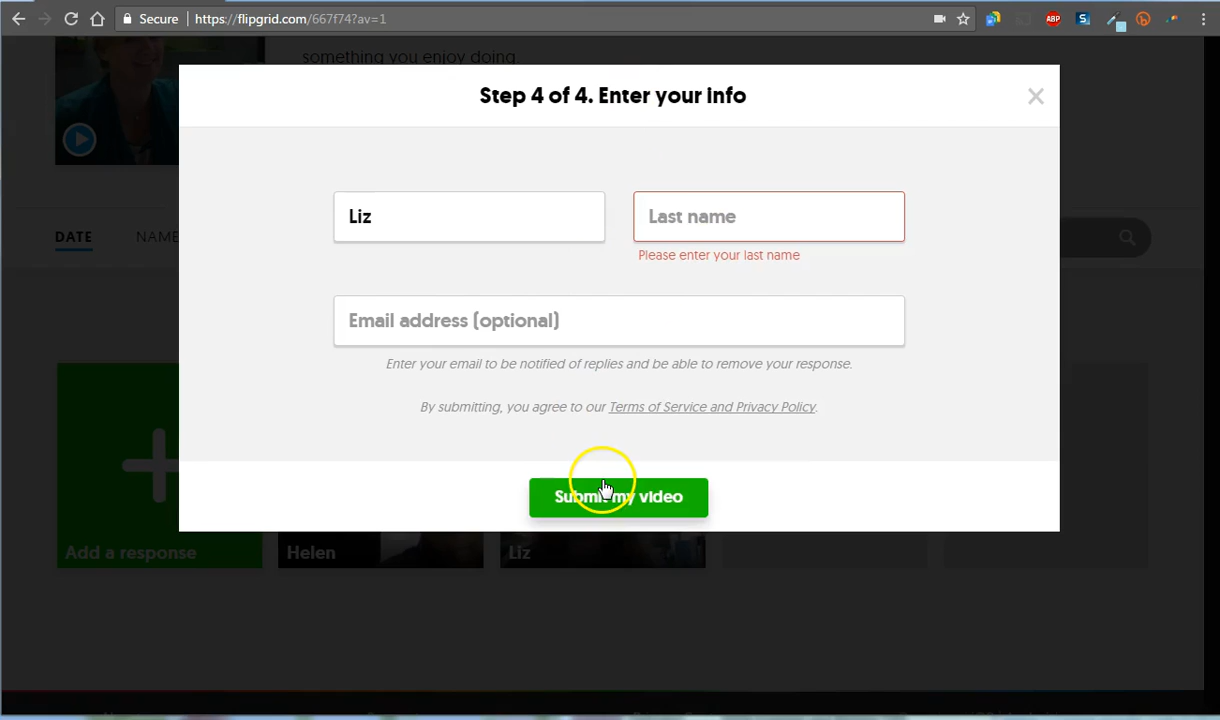 Secure
https://flipgrid.com/667f74?av=1
ABP
S
something you enjoy doing.
Step 4 of 4. Enter your info
Liz
Last name
Please enter your last name
DATE
NAME
Email address (optional)
Enter your email to be notified of replies and be able to remove your response.
By submitting, you agree to our Terms of Service and Privacy Policy.
Submit my video
Add a response
Helen
Liz